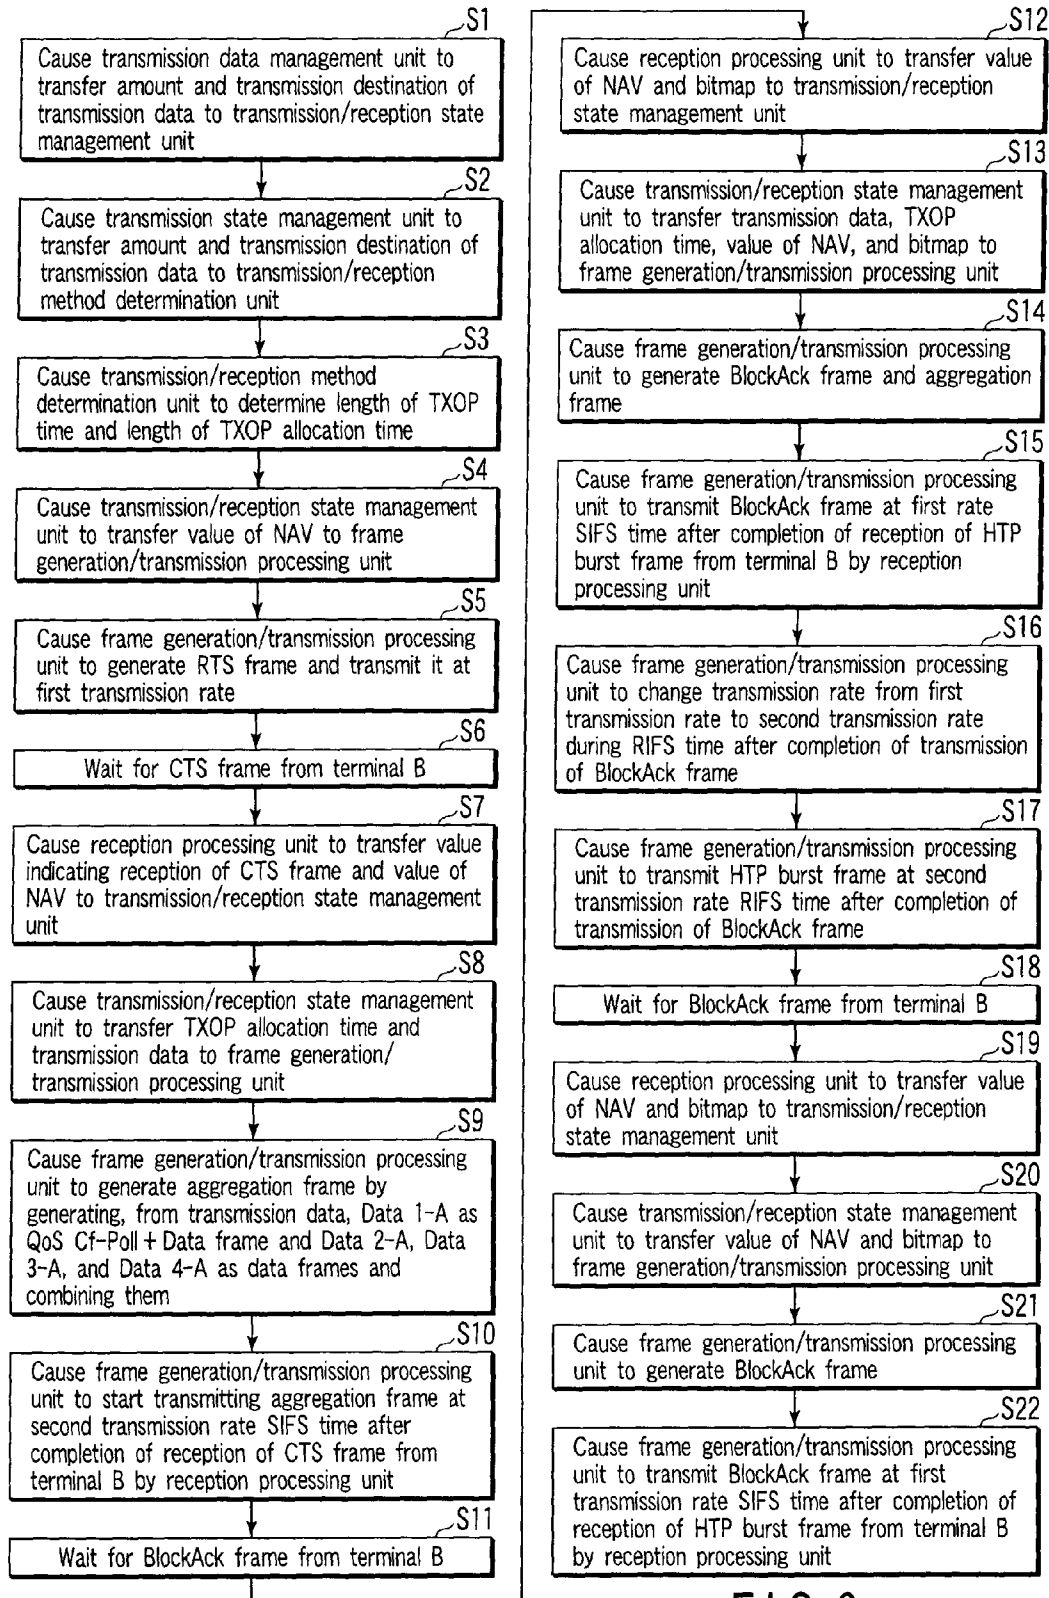 S1
Cause transmission data management unit to
transfer amount and transmission destination of
transmission data to transmission/reception state
management unit
S2
Cause transmission state management unit to
transfer amount and transmission destination of
transmission data to transmission/reception
method determination unit
S3
Cause transmission/reception method
determination unit to determine length of TXOP
time and length of TXOP allocation time
S4
Cause transmission/reception state management
unit to transfer value of NAV to frame
generation/transmission processing unit
S5
Cause frame generation/transmission processing
unit to generate RTS frame and transmit it at
first transmission rate
S6
Wait for CTS frame from terminal B
S7
Cause reception processing unit to transfer value
indicating reception of CTS frame and value of
NAV to transmission/reception state management
unit
S8
Cause transmission/reception state management
unit to transfer TXOP allocation time and
transmission data to frame generation/
transmission processing unit
S9
Cause frame generation/transmission processing
unit to generate aggregation frame by
generating, from transmission data, Data 1-A as
QoS Cf-Poll + Data frame and Data 2-A, Data
3-A, and Data 4-A as data frames and
combining them
S10
Cause frame generation/transmission processing
unit to start transmitting aggregation frame at
second transmission rate SIFS time after
completion of reception of CTS frame from
terminal B by reception processing unit
S11
Wait for BlockAck frame from terminal B
S12
Cause reception processing unit to transfer value
of NAV and bitmap to transmission/reception
state management unit
S13
Cause transmission/reception state management
unit to transfer transmission data, TXOP
allocation time, value of NAV, and bitmap to
frame generation/transmission processing unit
S14
Cause frame generation/transmission processing
unit to generate BlockAck frame and aggregation
frame
S15
Cause frame generation/transmission processing
unit to transmit BlockAck frame at first rate
SIFS time after completion of reception of HTP
burst frame from terminal B by reception
processing unit
S16
Cause frame generation/transmission processing
unit to change transmission rate from first
transmission rate to second transmission rate
during RIFS time after completion of transmission
of BlockAck frame
S17
Cause frame generation/transmission processing
unit to transmit HTP burst frame at second
transmission rate RIFS time after completion of
transmission of BlockAck frame
S18
Wait for BlockAck frame from terminal B
S19
Cause reception processing unit to transfer value
of NAV and bitmap to transmission/reception
state management unit
S20
Cause transmission/reception state management
unit to transfer value of NAV and bitmap to
frame generation/transmission processing unit
S21
Cause frame generation/transmission processing
unit to generate BlockAck frame
S22
Cause frame generation/transmission processing
unit to transmit BlockAck frame at first
transmission rate SIFS time after completion of
reception of HTP burst frame from terminal B
by reception processing unit